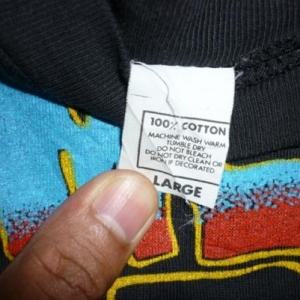 100% COTTON
MACHINE WASH WARM
TUMBLE DRY
DO NOT BLEACH
DO NOT DRY CLEAN OR
IRON IF DECORATED.
LARGE